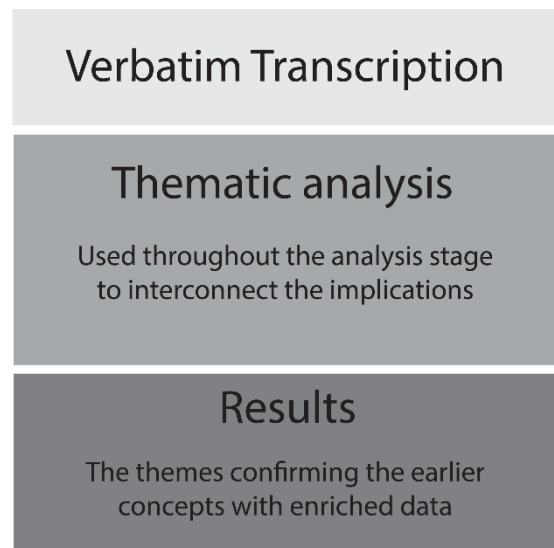 Verbatim Transcription
Thematic analysis
Used throughout the analysis stage
to interconnect the implications
Results
The themes confirming the earlier
concepts with enriched data